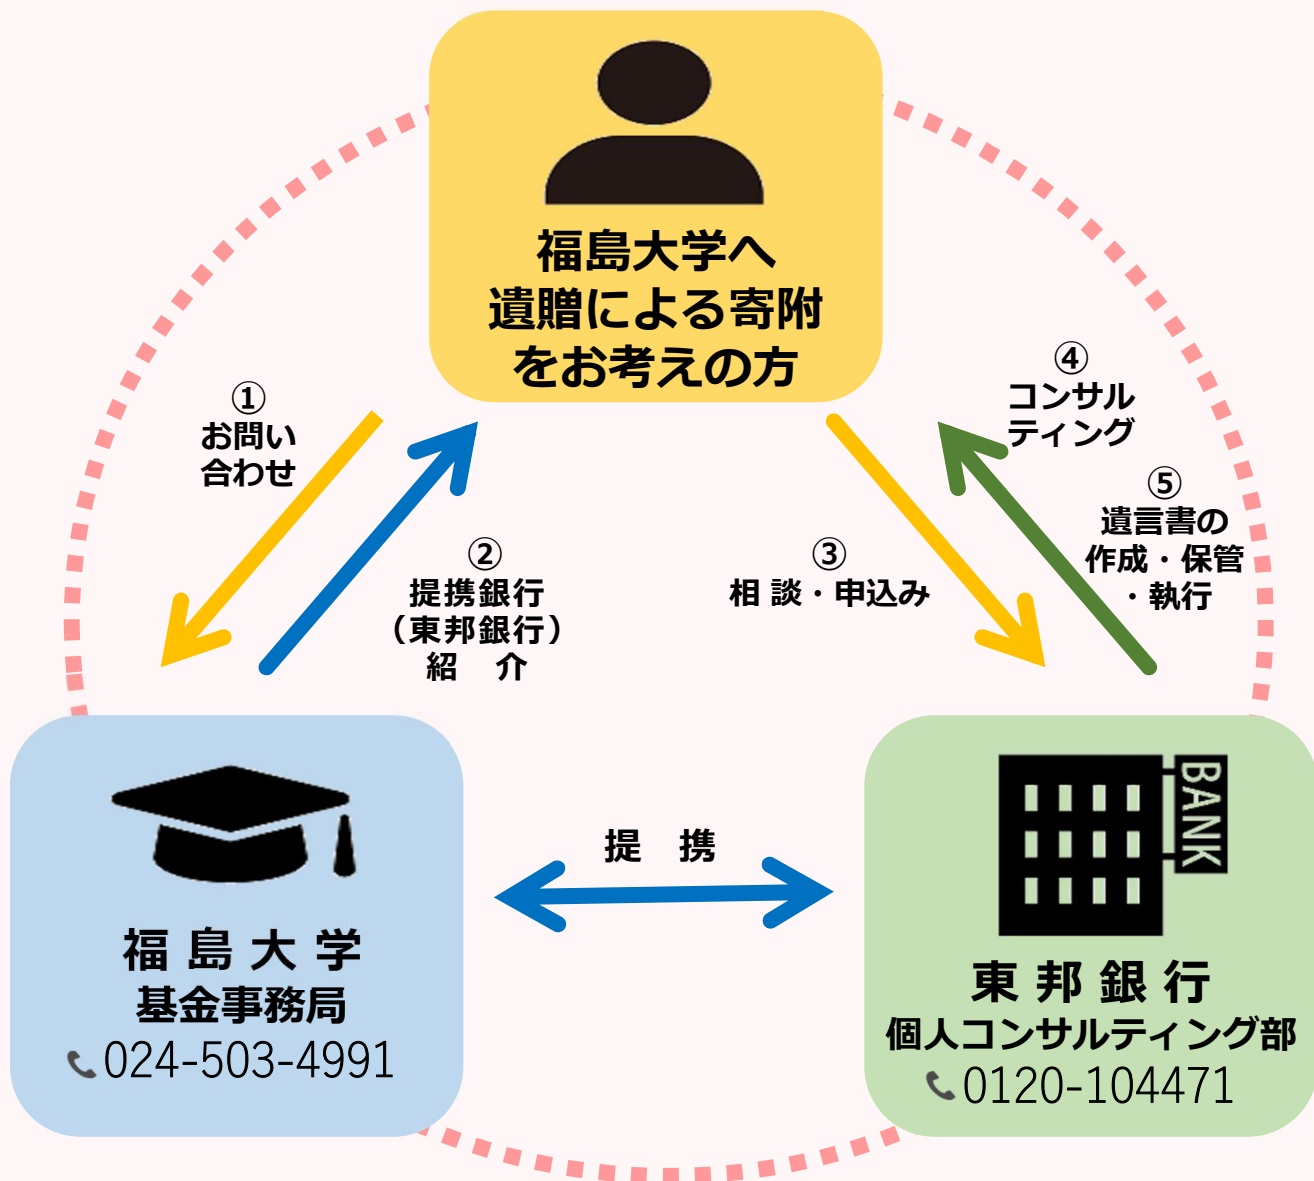 福島大学へ
遺贈による寄附
をお考えの方
①
お問い
合わせ
②
提携銀行
（東邦銀行）
紹　介
③
相 談・申込み
④
コンサル
ティング
⑤
遺言書の
作成・保管
・執行
提　携
福 島 大 学
基金事務局
024-503-4991
BANK
東 邦 銀 行
個人コンサルティング部
0120-104471